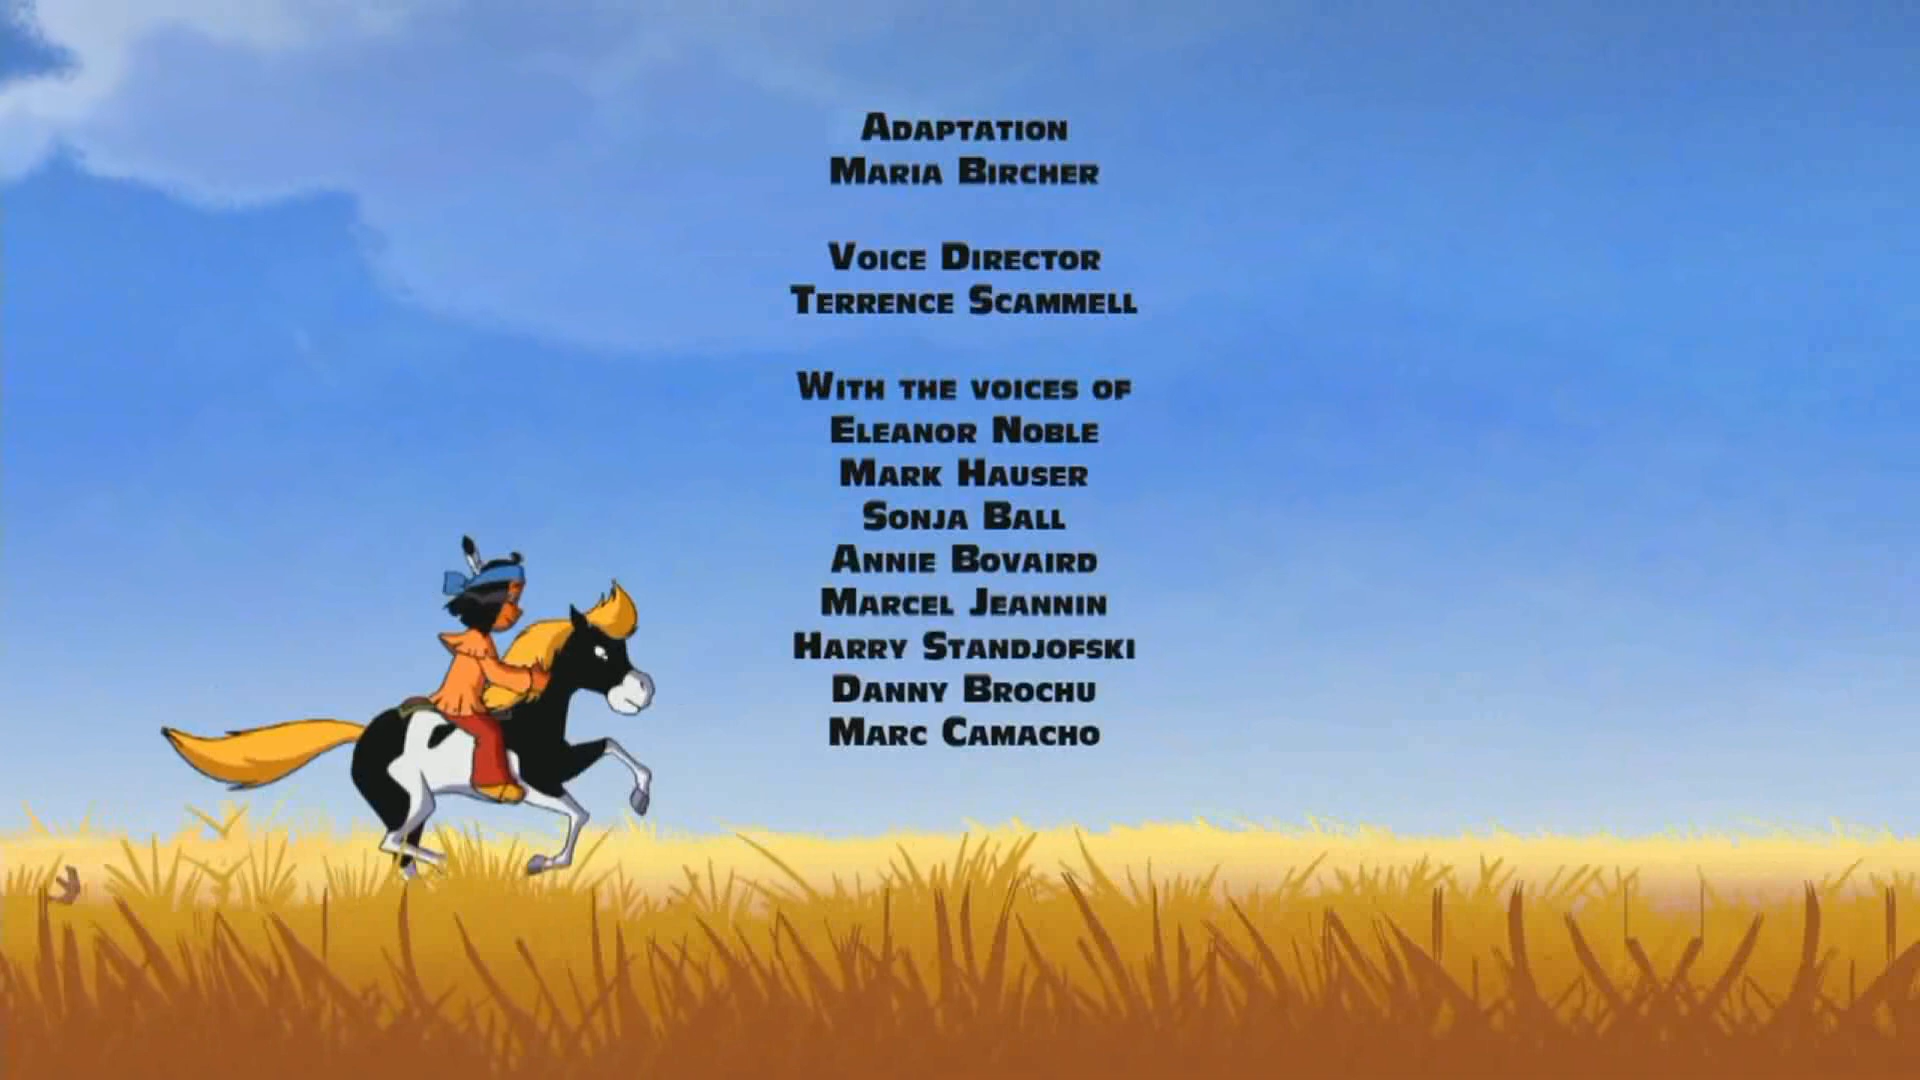 Adaptation
Maria Bircher
Voice Director
Terrence Scammell
With the voices of
Eleanor Noble
Mark Hauser
Sonja Ball
Annie Bovaird
Marcel Jeannin
Harry Standjofski
Danny Brochu
Marc Camacho